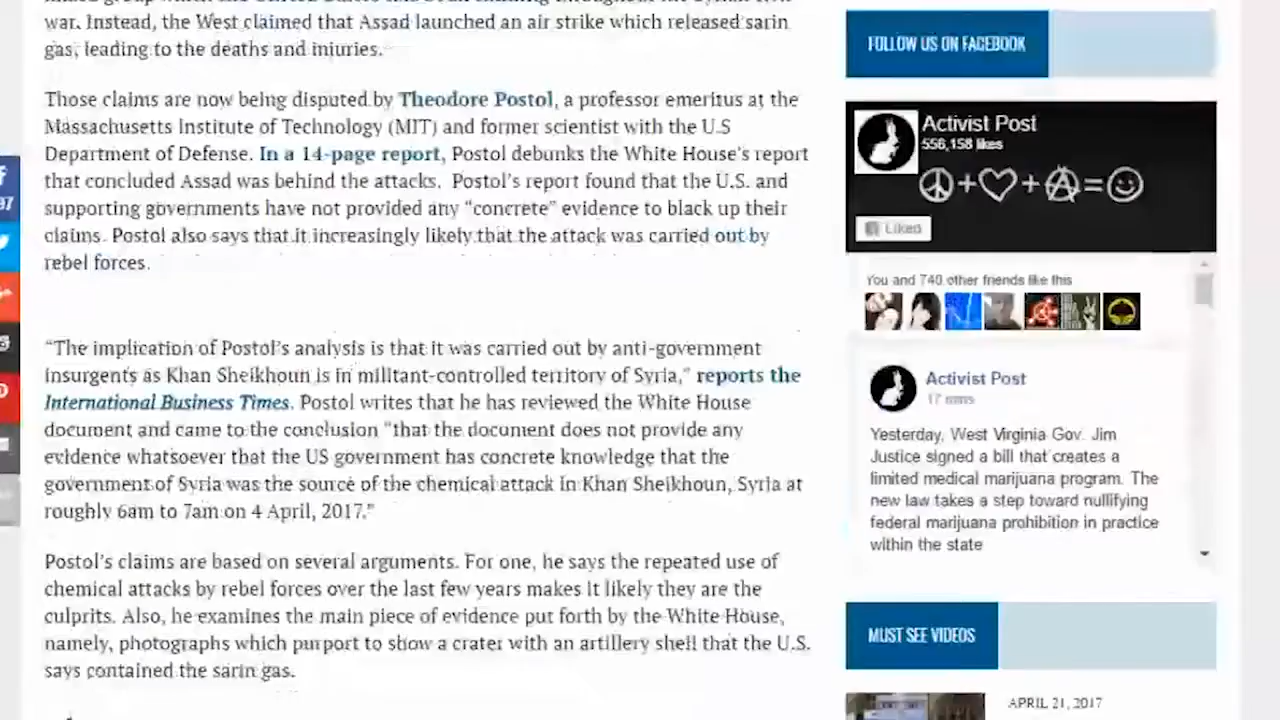 war. Instead, the West claimed that Assad launched an air strike which released sarin
gas, leading to the deaths and injuries.
Those claims are now being disputed by Theodore Postol, a professor emeritus at the
Massachusetts Institute of Technology (MIT) and former scientist with the U.S
Department of Defense. In a 14-page report, Postol debunks the White House's report
that concluded Assad was behind the attacks. Postol's report found that the U.S. and
supporting governments have not provided any “concrete” evidence to black up their
claims. Postol also says that it increasingly likely that the attack was carried out by
rebel forces.
“The implication of Postol's analysis is that it was carried out by anti-government
insurgents as Khan Sheikhoun is in militant-controlled territory of Syria,” reports the
International Business Times. Postol writes that he has reviewed the White House
document and came to the conclusion “that the document does not provide any
evidence whatsoever that the US government has concrete knowledge that the
government of Syria was the source of the chemical attack in Khan Sheikhoun, Syria at
roughly 6am to 7am on 4 April, 2017.”
Postol's claims are based on several arguments. For one, he says the repeated use of
chemical attacks by rebel forces over the last few years makes it likely they are the
culprits. Also, he examines the main piece of evidence put forth by the White House,
namely, photographs which purport to show a crater with an artillery shell that the U.S.
says contained the sarin gas.
FOLLOW US ON FACEBOOK
Activist Post
556,158 likes
Liked
You and 740 other friends like this
Activist Post
17 mins
Yesterday, West Virginia Gov. Jim
Justice signed a bill that creates a
limited medical marijuana program. The
new law takes a step toward nullifying
federal marijuana prohibition in practice
within the state
MUST SEE VIDEOS
APRIL 21, 2017